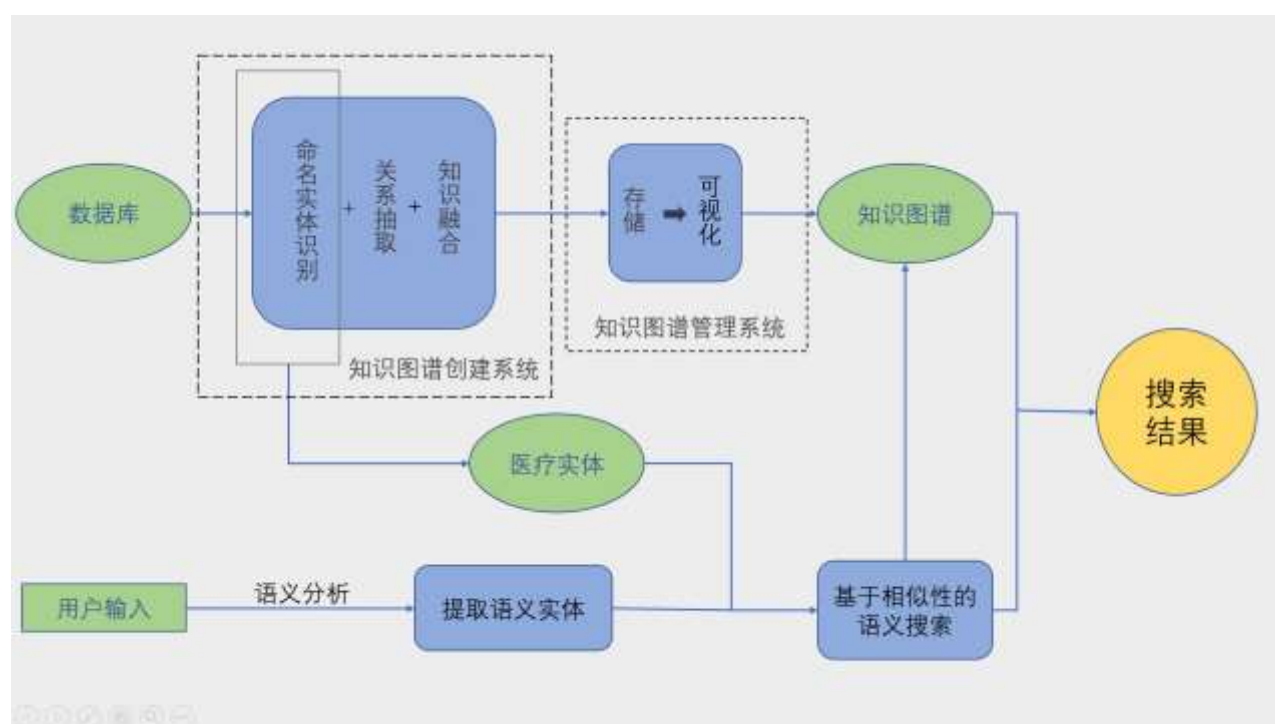 数据库
命名实体识别
+
关系抽取
+
知识融合
知识图谱创建系统
存储
可视化
知识图谱管理系统
知识图谱
医疗实体
用户输入
语义分析
提取语义实体
基于相似性的
语义搜索
搜索
结果